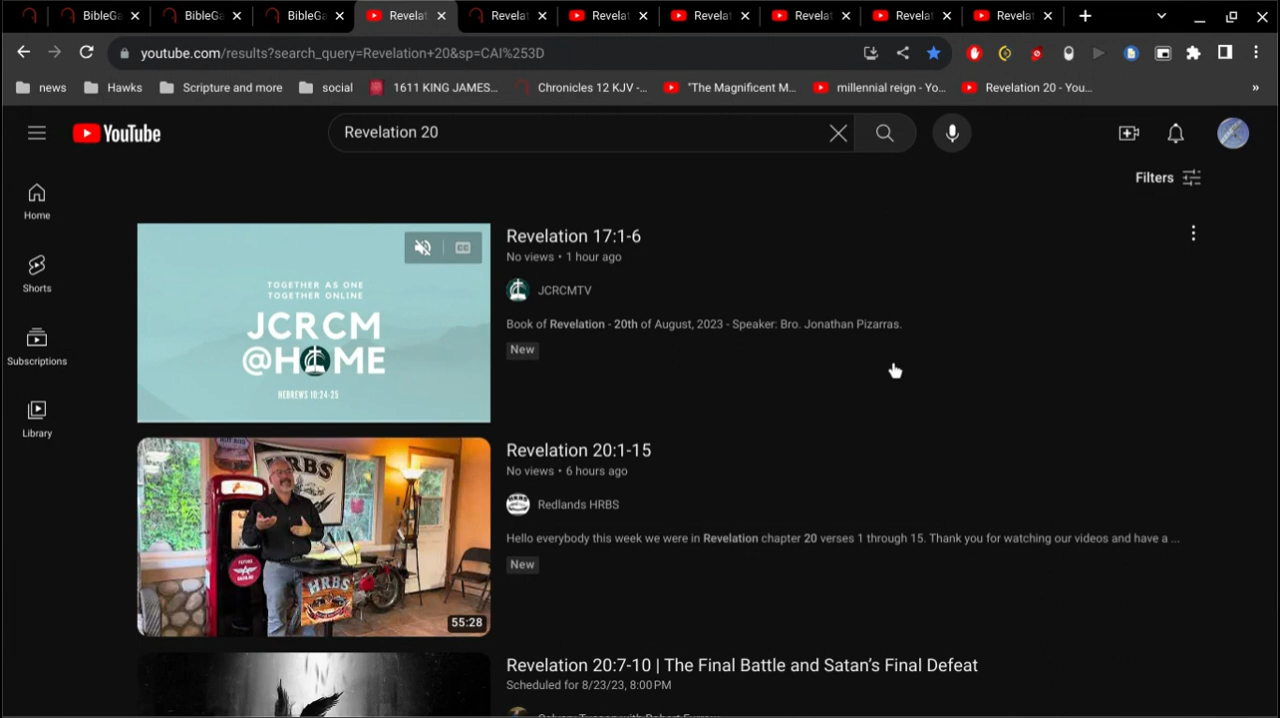 BibleGa
BibleGa
BibleGa
Revelat
Revelat
Revelat
Revelat
Revelat
Revelat
Revelat
youtube.com/results?search_query=Revelation+20&sp=CAI%253D
news
Hawks
Scripture and more
social
1611 KING JAMES...
Chronicles 12 KJV -...
"The Magnificent M...
millennial reign - Yo...
Revelation 20 - You...
»
YouTube
Revelation 20
Filters
Home
Shorts
Subscriptions
Library
CC
TOGETHER AS ONE
TOGETHER ONLINE
JCRCM
@HOME
HEBREWS 10:24-25
Revelation 17:1-6
No views • 1 hour ago
JCRCMTV
Book of Revelation - 20th of August, 2023 - Speaker: Bro. Jonathan Pizarras.
New
HRBS
HRBS
55:28
Revelation 20:1-15
No views • 6 hours ago
Redlands HRBS
Hello everybody this week we were in Revelation chapter 20 verses 1 through 15. Thank you for watching our videos and have a ...
New
Revelation 20:7-10 | The Final Battle and Satan's Final Defeat
Scheduled for 8/23/23, 8:00 PM